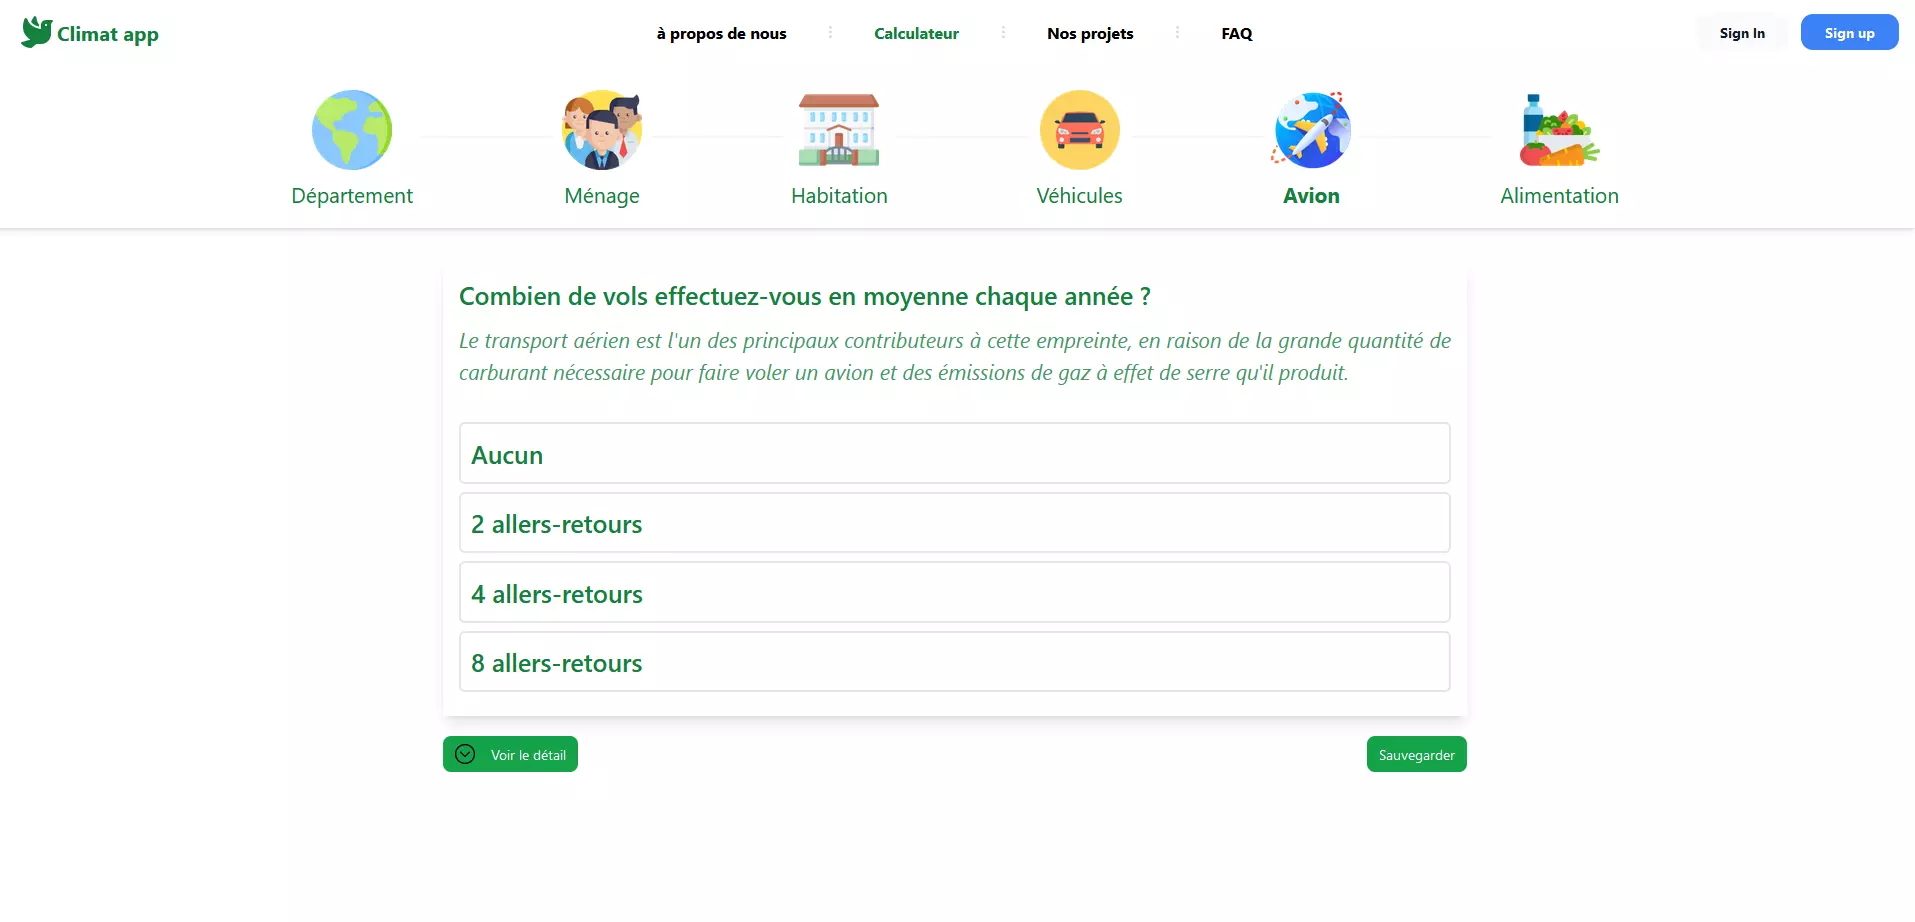 Climat app
à propos de nous
Calculateur
Nos projets
FAQ
Sign In
Sign up
Département
Ménage
Habitation
Véhicules
Avion
Alimentation
Combien de vols effectuez-vous en moyenne chaque année ?
Le transport aérien est l'un des principaux contributeurs à cette empreinte, en raison de la grande quantité de
carburant nécessaire pour faire voler un avion et des émissions de gaz à effet de serre qu'il produit.
Aucun
2 allers-retours
4 allers-retours
8 allers-retours
Voir le détail
Sauvegarder